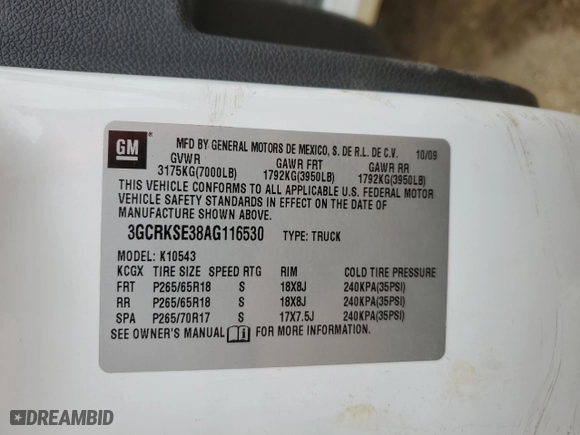 GM
MFD BY GENERAL MOTORS DE MEXICO, S. DE R.L. DE C.V. 10/09
GVWR GAWR FRT GAWR RR
3175KG(7000LB) 1792KG(3950LB) 1792KG(3950LB)
THIS VEHICLE CONFORMS TO ALL APPLICABLE U.S. FEDERAL MOTOR
VEHICLE SAFETY STANDARDS IN EFFECT ON THE DATE OF
MANUFACTURE SHOWN ABOVE.
3GCRKSE38AG116530 TYPE: TRUCK
MODEL: K10543
KCGX TIRE SIZE SPEED RTG RIM COLD TIRE PRESSURE
FRT P265/65R18 S 18X8J 240KPA(35PSI)
RR P265/65R18 S 18X8J 240KPA(35PSI)
SPA P265/70R17 S 17X7.5J 240KPA(35PSI)
SEE OWNER'S MANUAL FOR MORE INFORMATION.
DREAMBID